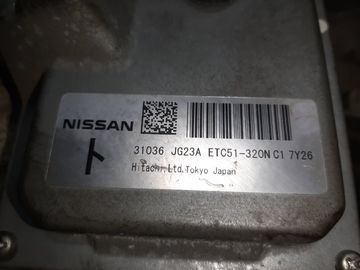 NISSAN
ト
31036 JG23A ETC51-320N C1 7Y26
Hitachi,Ltd.Tokyo Japan